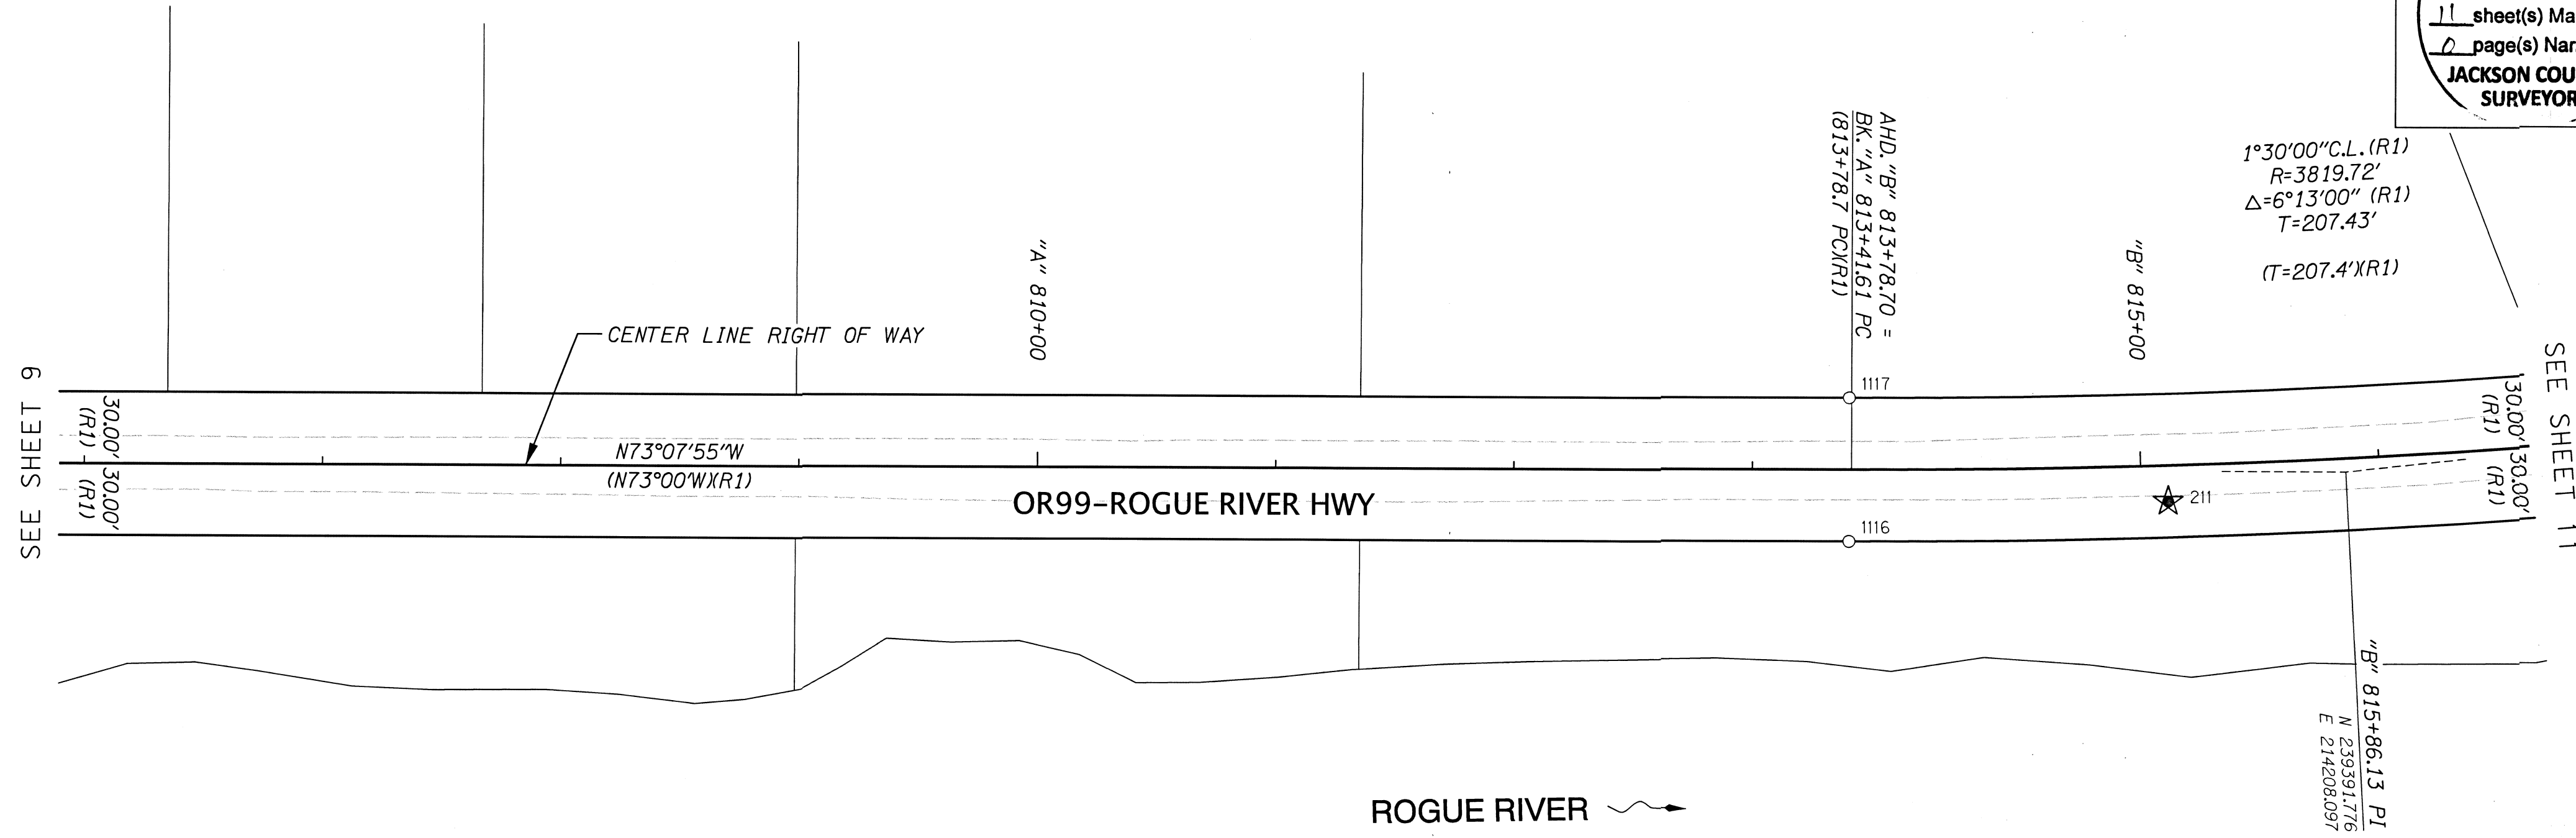 11 sheet(s) Ma
0 page(s) Nar
JACKSON COU
SURVEYOR
1°30'00"C.L.(R1)
R=3819.72'
△=6°13'00" (R1)
T=207.43'
(T=207.4')(R1)
AHD. "B" 813+78.70 =
BK. "A" 813+41.61 PC
(813+78.7 PC)(R1)
"A" 810+00
"B" 815+00
CENTER LINE RIGHT OF WAY
SEE SHEET 9
SEE SHEET 11
1117
30.00'
(R1)
30.00'
(R1)
30.00'
(R1)
30.00'
(R1)
N73°07'55"W
(N73°00'W)(R1)
OR99-ROGUE RIVER HWY
211
1116
"B" 815+86.13 PI
N 239391.776
E 214208.097
ROGUE RIVER